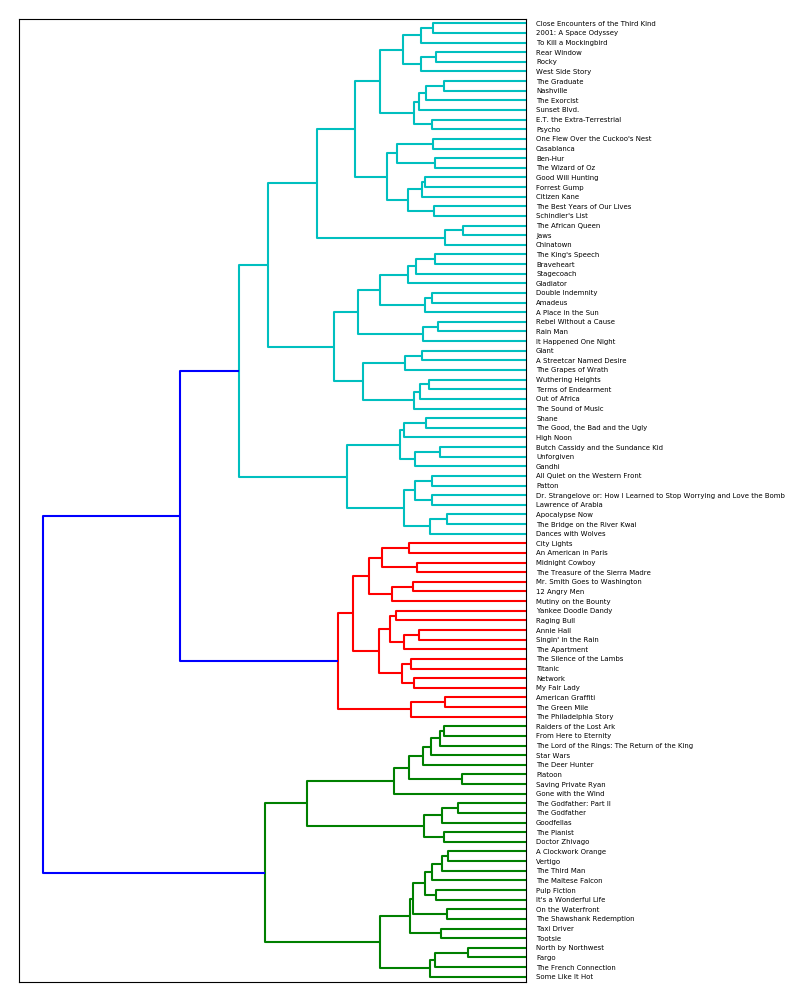 Close Encounters of the Third Kind
2001: A Space Odyssey
To Kill a Mockingbird
Rear Window
Rocky
West Side Story
The Graduate
Nashville
The Exorcist
Sunset Blvd.
E.T. the Extra-Terrestrial
Psycho
One Flew Over the Cuckoo's Nest
Casablanca
Ben-Hur
The Wizard of Oz
Good Will Hunting
Forrest Gump
Citizen Kane
The Best Years of Our Lives
Schindler's List
The African Queen
Jaws
Chinatown
The King's Speech
Braveheart
Stagecoach
Gladiator
Double Indemnity
Amadeus
A Place in the Sun
Rebel Without a Cause
Rain Man
It Happened One Night
Giant
A Streetcar Named Desire
The Grapes of Wrath
Wuthering Heights
Terms of Endearment
Out of Africa
The Sound of Music
Shane
The Good, the Bad and the Ugly
High Noon
Butch Cassidy and the Sundance Kid
Unforgiven
Gandhi
All Quiet on the Western Front
Patton
Dr. Strangelove or: How I Learned to Stop Worrying and Love the Bomb
Lawrence of Arabia
Apocalypse Now
The Bridge on the River Kwai
Dances with Wolves
City Lights
An American in Paris
Midnight Cowboy
The Treasure of the Sierra Madre
Mr. Smith Goes to Washington
12 Angry Men
Mutiny on the Bounty
Yankee Doodle Dandy
Raging Bull
Annie Hall
Singin' in the Rain
The Apartment
The Silence of the Lambs
Titanic
Network
My Fair Lady
American Graffiti
The Green Mile
The Philadelphia Story
Raiders of the Lost Ark
From Here to Eternity
The Lord of the Rings: The Return of the King
Star Wars
The Deer Hunter
Platoon
Saving Private Ryan
Gone with the Wind
The Godfather: Part II
The Godfather
Goodfellas
The Pianist
Doctor Zhivago
A Clockwork Orange
Vertigo
The Third Man
The Maltese Falcon
Pulp Fiction
It's a Wonderful Life
On the Waterfront
The Shawshank Redemption
Taxi Driver
Tootsie
North by Northwest
Fargo
The French Connection
Some Like It Hot